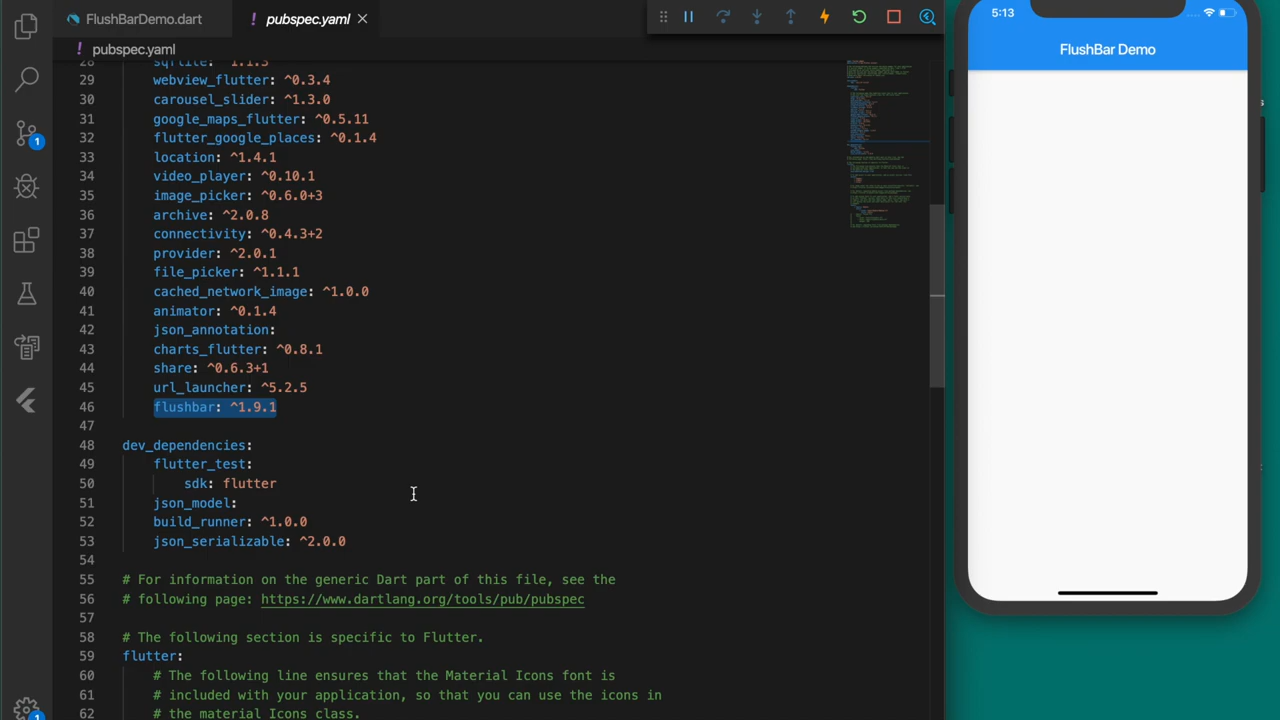 FlushBarDemo.dart
! pubspec.yaml
! pubspec.yaml
28 sqflite: ^1.1.3
29 webview_flutter: ^0.3.4
30 carousel_slider: ^1.3.0
31 google_maps_flutter: ^0.5.11
32 flutter_google_places: ^0.1.4
33 location: ^1.4.1
34 video_player: ^0.10.1
35 image_picker: ^0.6.0+3
36 archive: ^2.0.8
37 connectivity: ^0.4.3+2
38 provider: ^2.0.1
39 file_picker: ^1.1.1
40 cached_network_image: ^1.0.0
41 animator: ^0.1.4
42 json_annotation:
43 charts_flutter: ^0.8.1
44 share: ^0.6.3+1
45 url_launcher: ^5.2.5
46 flushbar: ^1.9.1
47
48 dev_dependencies:
49 flutter_test:
50 sdk: flutter
51 json_model:
52 build_runner: ^1.0.0
53 json_serializable: ^2.0.0
54
55 # For information on the generic Dart part of this file, see the
56 # following page: https://www.dartlang.org/tools/pub/pubspec
57
58 # The following section is specific to Flutter.
59 flutter:
60 # The following line ensures that the Material Icons font is
61 # included with your application, so that you can use the icons in
62 # the material Icons class.
1
1
5:13
FlushBar Demo